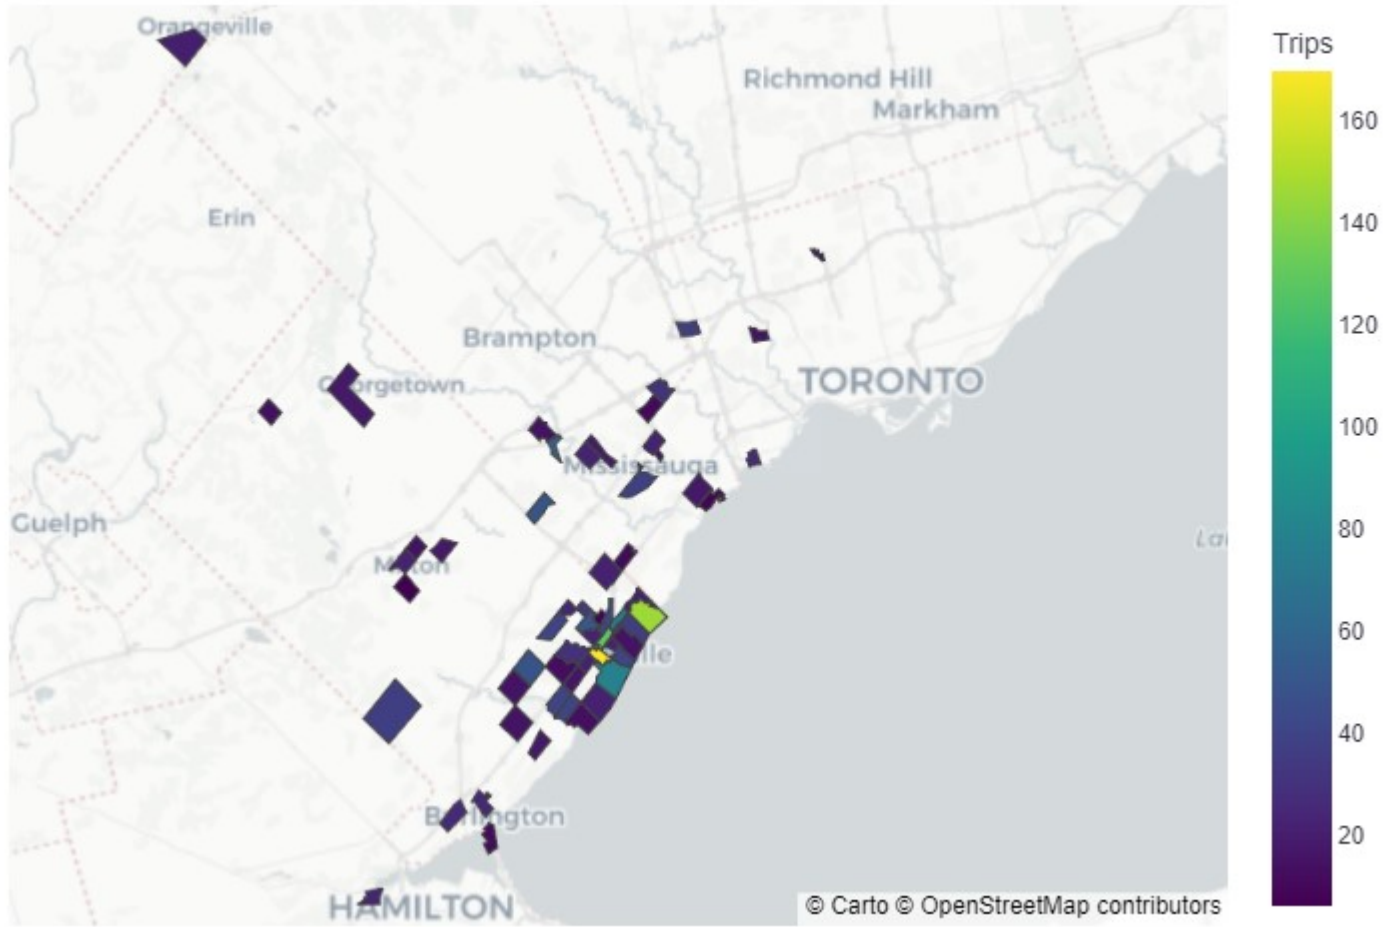 Orangeville
Trips
Richmond Hill
Markham
160
140
Erin
120
Brampton
TORONTO
Georgetown
100
Mississauga
Guelph
80
Milton
60
40
Burlington
20
HAMILTON
© Carto © OpenStreetMap contributors